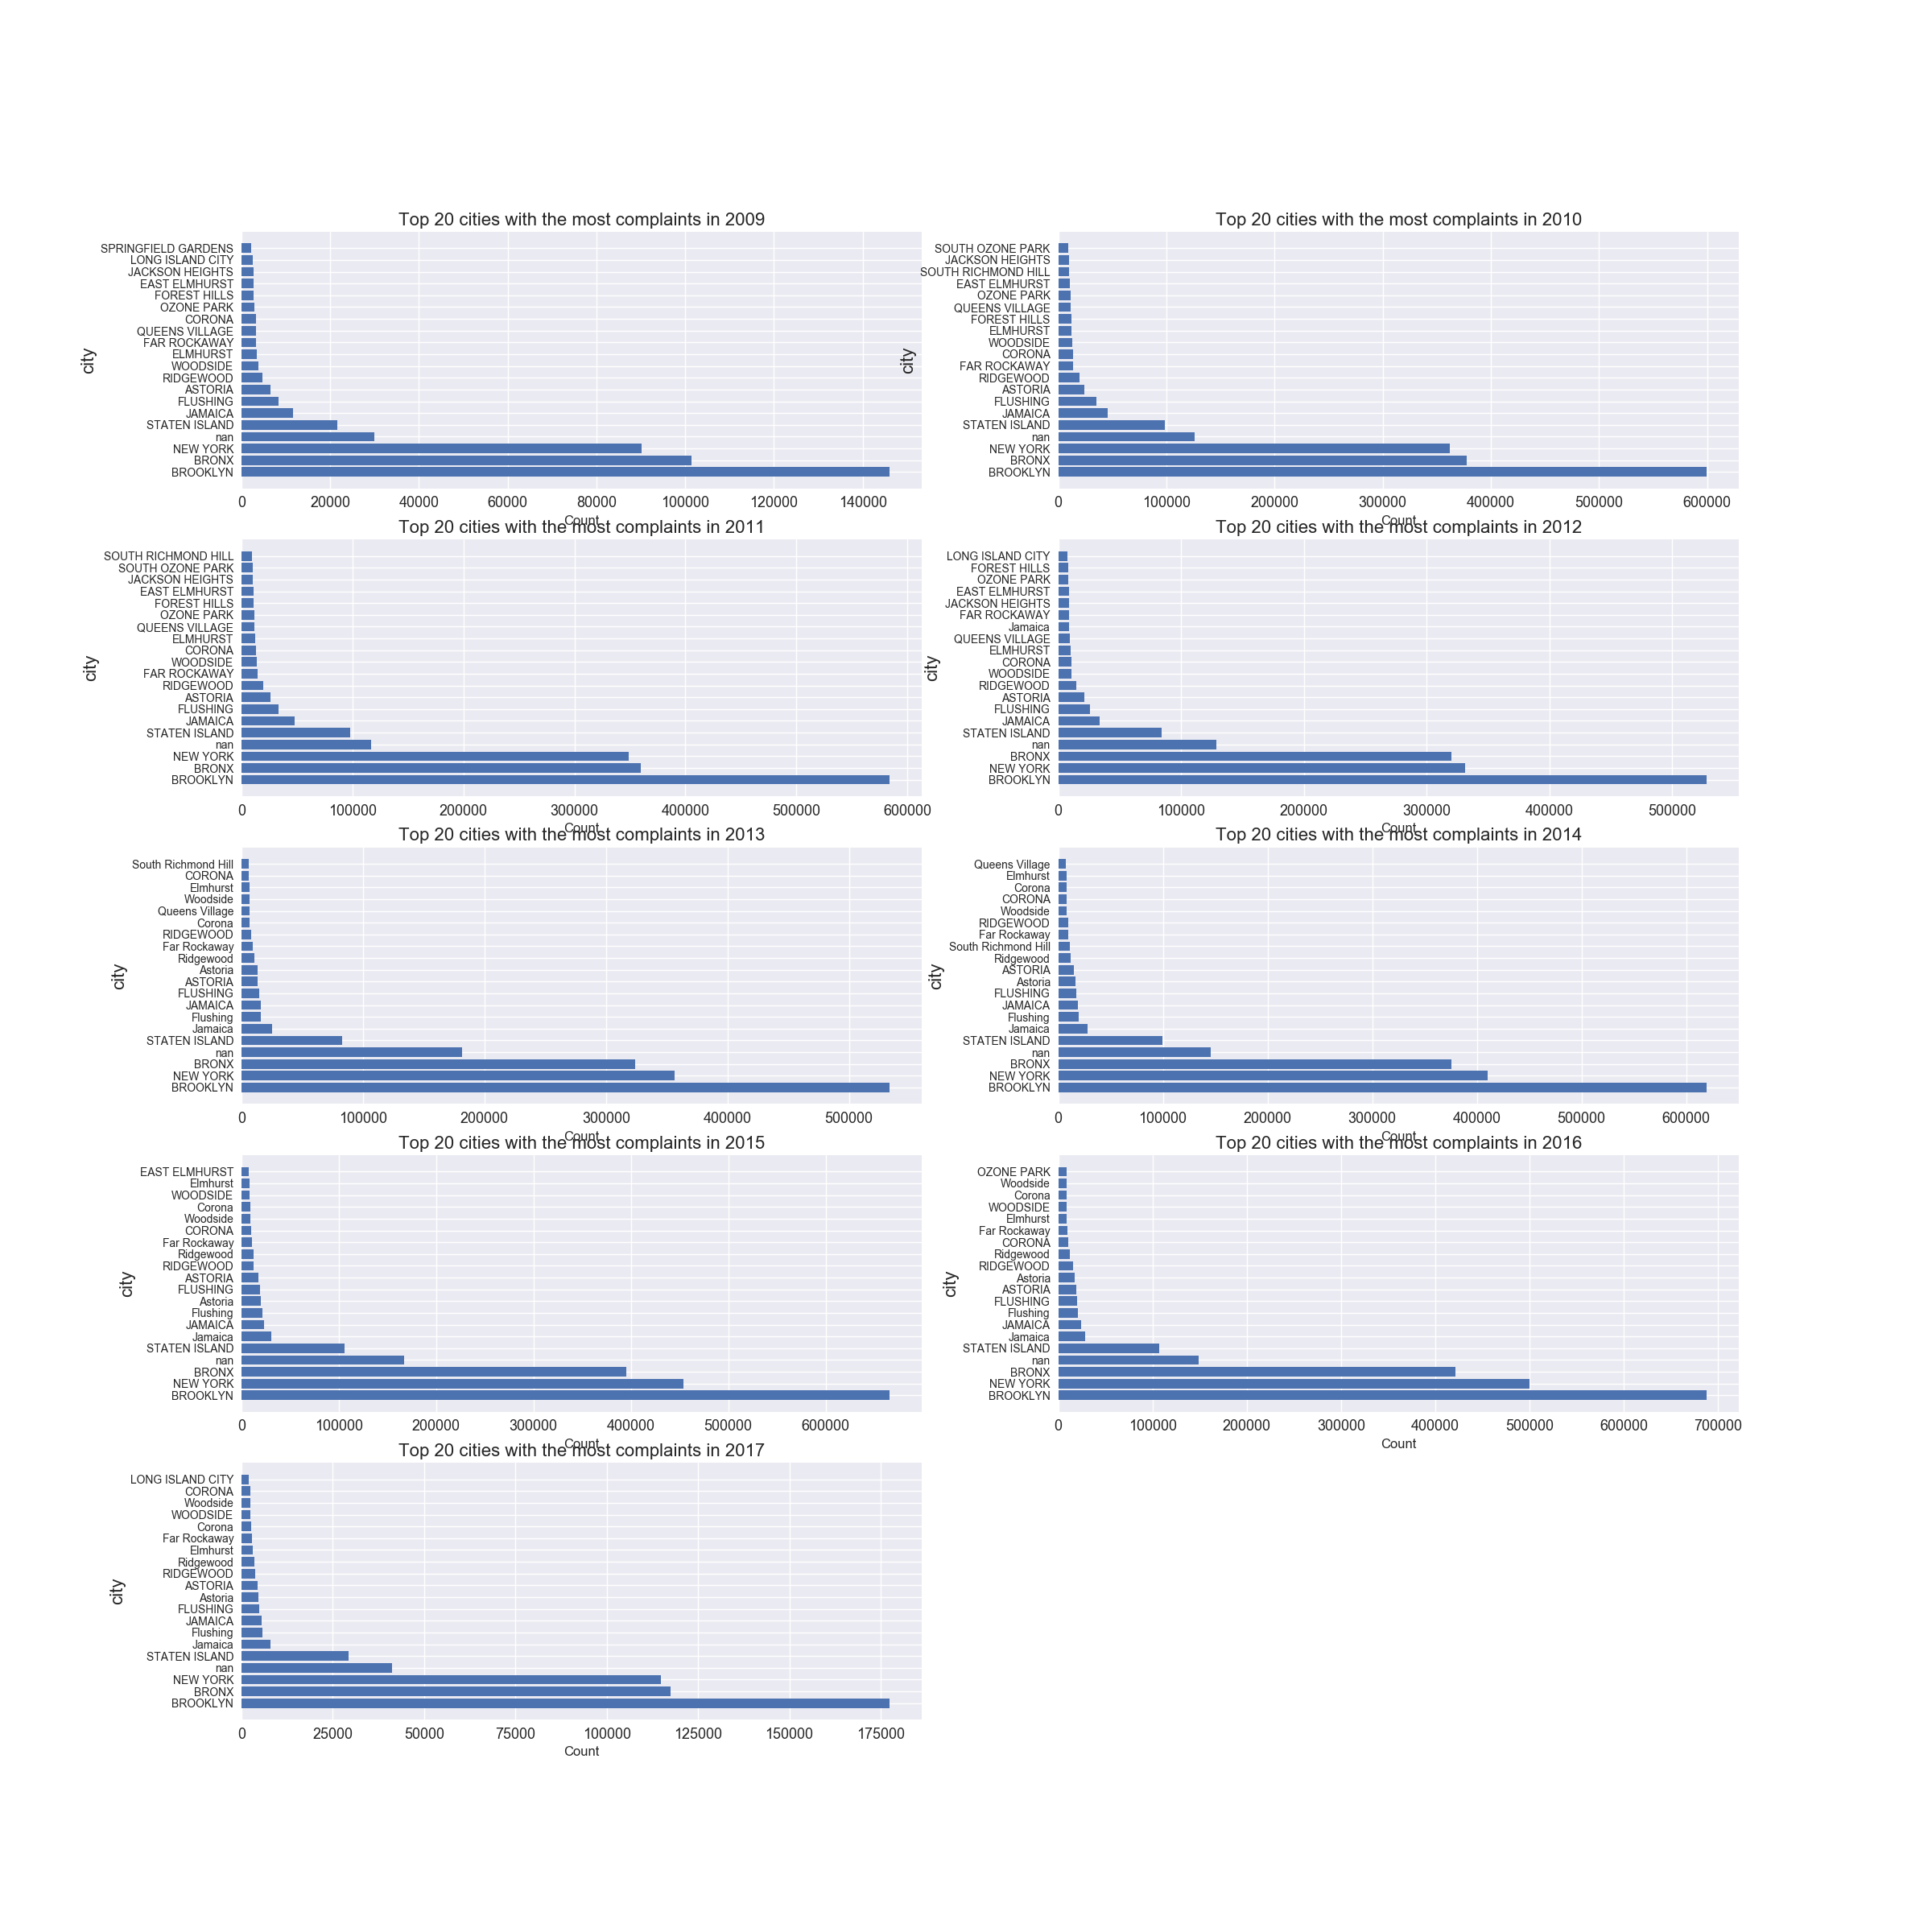 Top 20 cities with the most complaints in 2009
SPRINGFIELD GARDENS
LONG ISLAND CITY
JACKSON HEIGHTS
EAST ELMHURST
FOREST HILLS
OZONE PARK
CORONA
QUEENS VILLAGE
FAR ROCKAWAY
ELMHURST
WOODSIDE
RIDGEWOOD
ASTORIA
FLUSHING
JAMAICA
STATEN ISLAND
nan
NEW YORK
BRONX
BROOKLYN
city
0 20000 40000 60000 80000 100000 120000 140000
Count
Top 20 cities with the most complaints in 2010
SOUTH OZONE PARK
JACKSON HEIGHTS
SOUTH RICHMOND HILL
EAST ELMHURST
OZONE PARK
QUEENS VILLAGE
FOREST HILLS
ELMHURST
WOODSIDE
CORONA
FAR ROCKAWAY
RIDGEWOOD
ASTORIA
FLUSHING
JAMAICA
STATEN ISLAND
nan
NEW YORK
BRONX
BROOKLYN
city
0 100000 200000 300000 400000 500000 600000
Count
Top 20 cities with the most complaints in 2011
SOUTH RICHMOND HILL
SOUTH OZONE PARK
JACKSON HEIGHTS
EAST ELMHURST
FOREST HILLS
OZONE PARK
QUEENS VILLAGE
ELMHURST
CORONA
WOODSIDE
FAR ROCKAWAY
RIDGEWOOD
ASTORIA
FLUSHING
JAMAICA
STATEN ISLAND
nan
NEW YORK
BRONX
BROOKLYN
city
0 100000 200000 300000 400000 500000 600000
Count
Top 20 cities with the most complaints in 2012
LONG ISLAND CITY
FOREST HILLS
OZONE PARK
EAST ELMHURST
JACKSON HEIGHTS
FAR ROCKAWAY
Jamaica
QUEENS VILLAGE
ELMHURST
CORONA
WOODSIDE
RIDGEWOOD
ASTORIA
FLUSHING
JAMAICA
STATEN ISLAND
nan
BRONX
NEW YORK
BROOKLYN
city
0 100000 200000 300000 400000 500000
Count
Top 20 cities with the most complaints in 2013
South Richmond Hill
CORONA
Elmhurst
Woodside
Queens Village
Corona
RIDGEWOOD
Far Rockaway
Ridgewood
Astoria
ASTORIA
FLUSHING
JAMAICA
Flushing
Jamaica
STATEN ISLAND
nan
BRONX
NEW YORK
BROOKLYN
city
0 100000 200000 300000 400000 500000
Count
Top 20 cities with the most complaints in 2014
Queens Village
Elmhurst
Corona
CORONA
Woodside
RIDGEWOOD
Far Rockaway
South Richmond Hill
Ridgewood
ASTORIA
Astoria
FLUSHING
JAMAICA
Flushing
Jamaica
STATEN ISLAND
nan
BRONX
NEW YORK
BROOKLYN
city
0 100000 200000 300000 400000 500000 600000
Count
Top 20 cities with the most complaints in 2015
EAST ELMHURST
Elmhurst
WOODSIDE
Corona
Woodside
CORONA
Far Rockaway
Ridgewood
RIDGEWOOD
ASTORIA
FLUSHING
Astoria
Flushing
JAMAICA
Jamaica
STATEN ISLAND
nan
BRONX
NEW YORK
BROOKLYN
city
0 100000 200000 300000 400000 500000 600000
Count
Top 20 cities with the most complaints in 2016
OZONE PARK
Woodside
Corona
WOODSIDE
Elmhurst
Far Rockaway
CORONA
Ridgewood
RIDGEWOOD
Astoria
ASTORIA
FLUSHING
Flushing
JAMAICA
Jamaica
STATEN ISLAND
nan
BRONX
NEW YORK
BROOKLYN
city
0 100000 200000 300000 400000 500000 600000 700000
Count
Top 20 cities with the most complaints in 2017
LONG ISLAND CITY
CORONA
Woodside
WOODSIDE
Corona
Far Rockaway
Elmhurst
Ridgewood
RIDGEWOOD
ASTORIA
Astoria
FLUSHING
JAMAICA
Flushing
Jamaica
STATEN ISLAND
nan
NEW YORK
BRONX
BROOKLYN
city
0 25000 50000 75000 100000 125000 150000 175000
Count